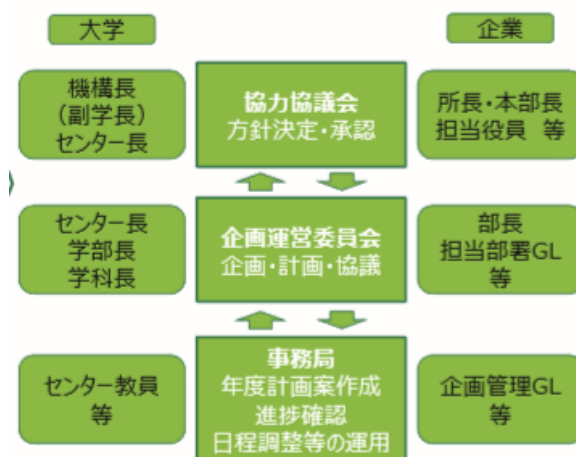 大学
企業
機構長
(副学長)
センター長
協力協議会
方針決定・承認
所長・本部長
担当役員 等
センター長
学部長
学科長
企画運営委員会
企画・計画・協議
部長
担当部署GL
等
センター教員
等
事務局
年度計画案作成
進捗確認
日程調整等の運用
企画管理GL
等